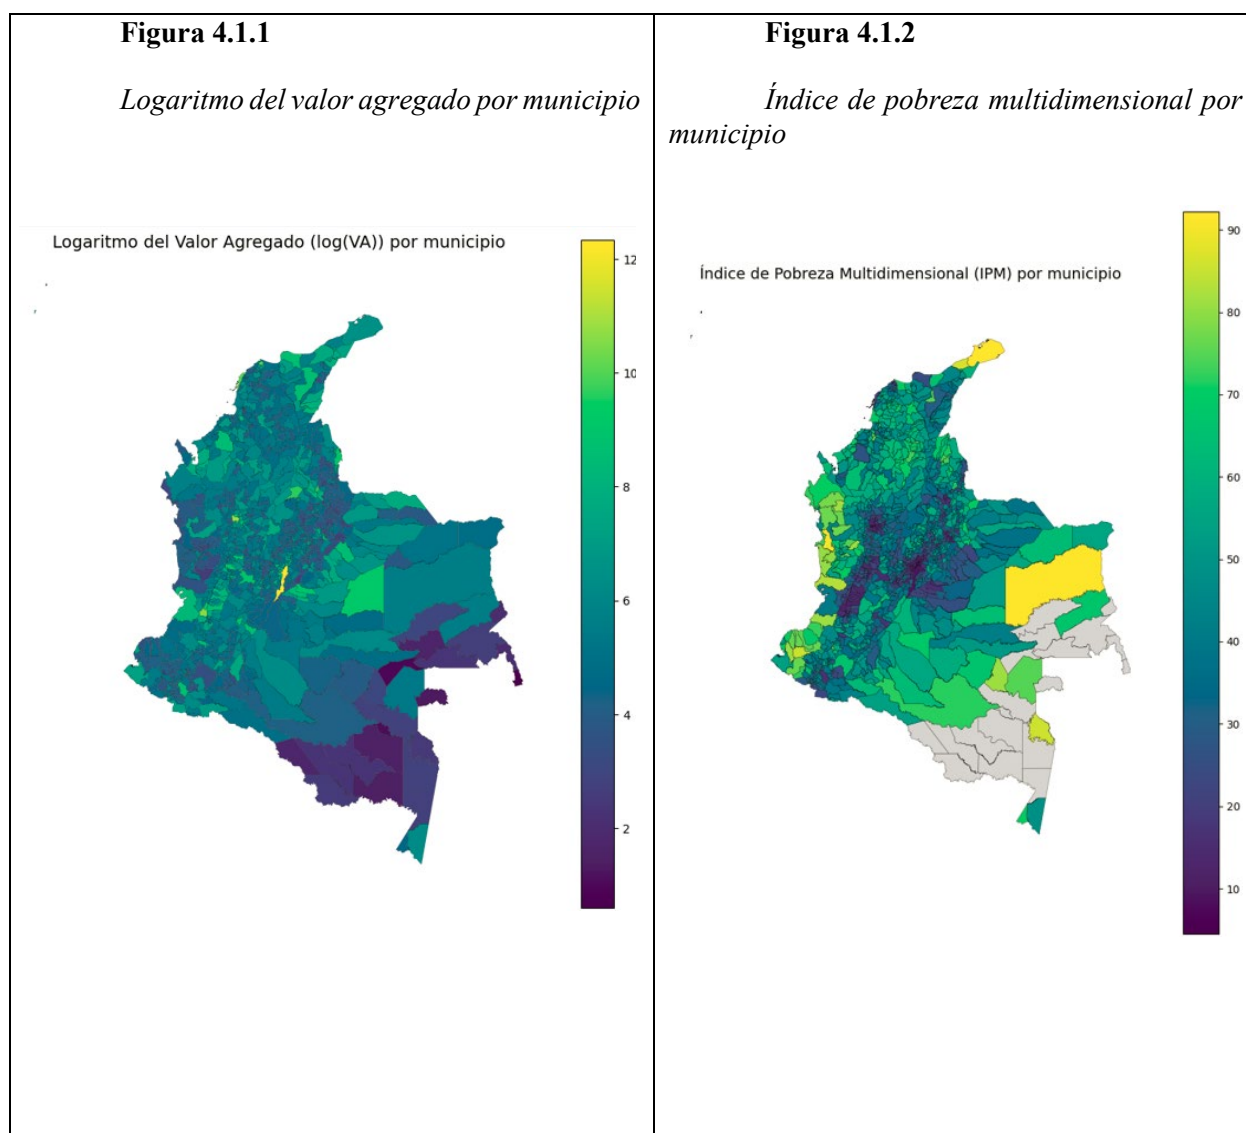 Figura 4.1.1
Logaritmo del valor agregado por municipio
Logaritmo del Valor Agregado (log(VA)) por municipio
12
10
8
6
4
2
Figura 4.1.2
Índice de pobreza multidimensional por
municipio
Índice de Pobreza Multidimensional (IPM) por municipio
90
80
70
60
50
40
30
20
10